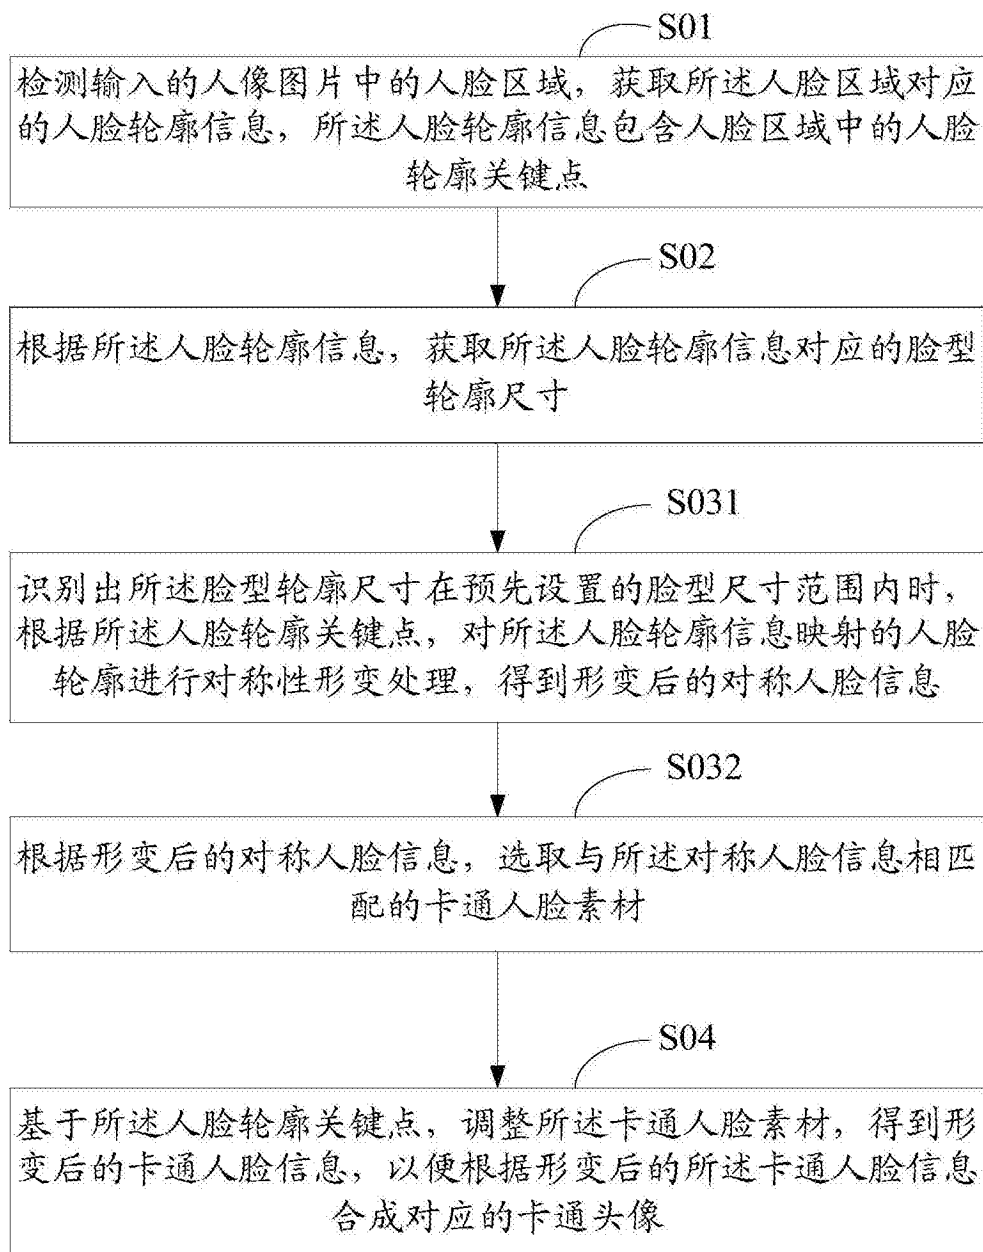 S01
检测输入的人像图片中的人脸区域，获取所述人脸区域对应
的人脸轮廓信息，所述人脸轮廓信息包含人脸区域中的人脸
轮廓关键点
S02
根据所述人脸轮廓信息，获取所述人脸轮廓信息对应的脸型
轮廓尺寸
S031
识别出所述脸型轮廓尺寸在预先设置的脸型尺寸范围内时，
根据所述人脸轮廓关键点，对所述人脸轮廓信息映射的人脸
轮廓进行对称性形变处理，得到形变后的对称人脸信息
S032
根据形变后的对称人脸信息，选取与所述对称人脸信息相匹
配的卡通人脸素材
S04
基于所述人脸轮廓关键点，调整所述卡通人脸素材，得到形
变后的卡通人脸信息，以便根据形变后的所述卡通人脸信息
合成对应的卡通头像